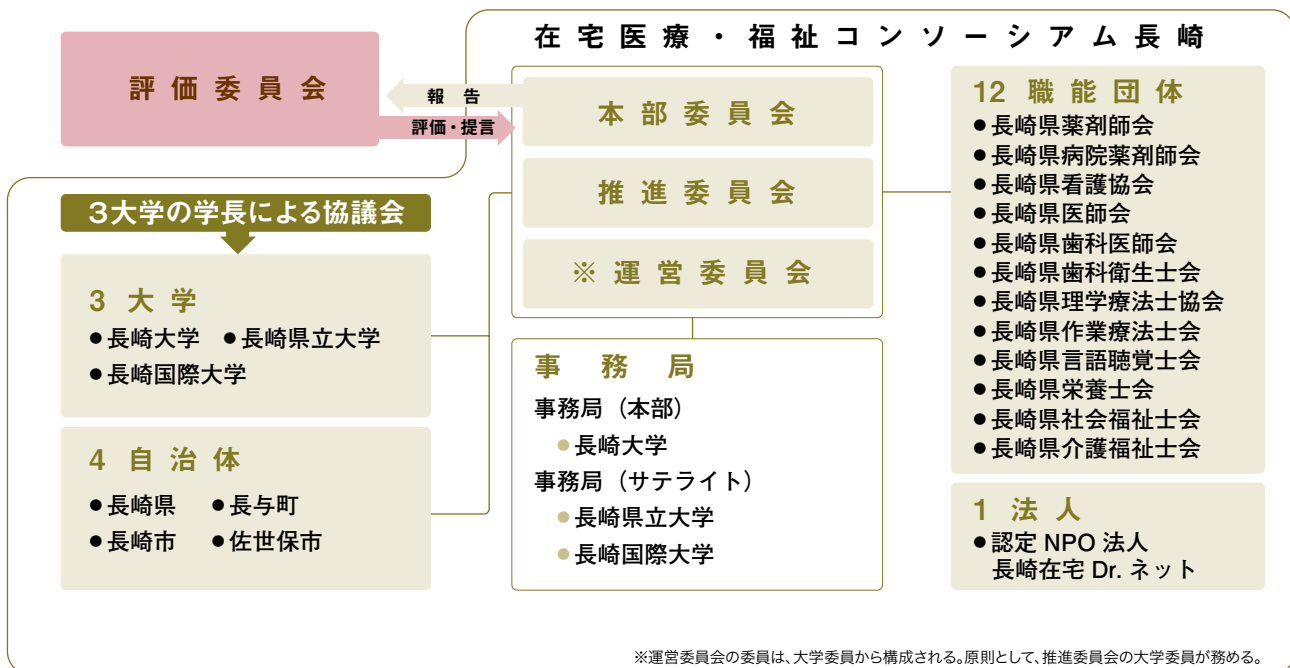 在宅医療・福祉コンソーシアム長崎
評価委員会
報告
評価・提言
本部委員会
推進委員会
※運営委員会
3大学の学長による協議会
3大学
●長崎大学 ●長崎県立大学
●長崎国際大学
4自治体
●長崎県 ●長与町
●長崎市 ●佐世保市
事務局
事務局（本部）
●長崎大学
事務局（サテライト）
●長崎県立大学
●長崎国際大学
12職能団体
●長崎県薬剤師会
●長崎県病院薬剤師会
●長崎県看護協会
●長崎県医師会
●長崎県歯科医師会
●長崎県歯科衛生士会
●長崎県理学療法士協会
●長崎県作業療法士会
●長崎県言語聴覚士会
●長崎県栄養士会
●長崎県社会福祉士会
●長崎県介護福祉士会
1法人
●認定 NPO 法人
長崎在宅 Dr. ネット
※運営委員会の委員は、大学委員から構成される。原則として、推進委員会の大学委員が務める。